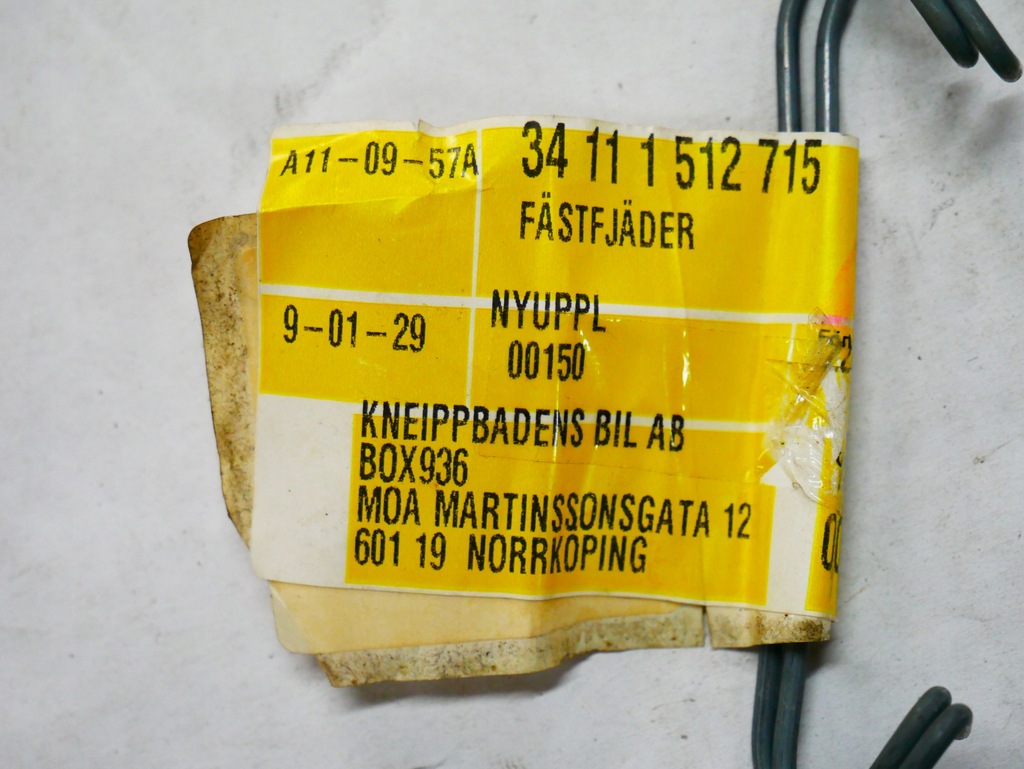 A11-09-57A
34 11 1 512 715
FÄSTFJÄDER
9-01-29
NYUPPL
00150
KNEIPPBADENS BIL AB
BOX936
MOA MARTINSSONSGATA 12
601 19 NORRKÖPING